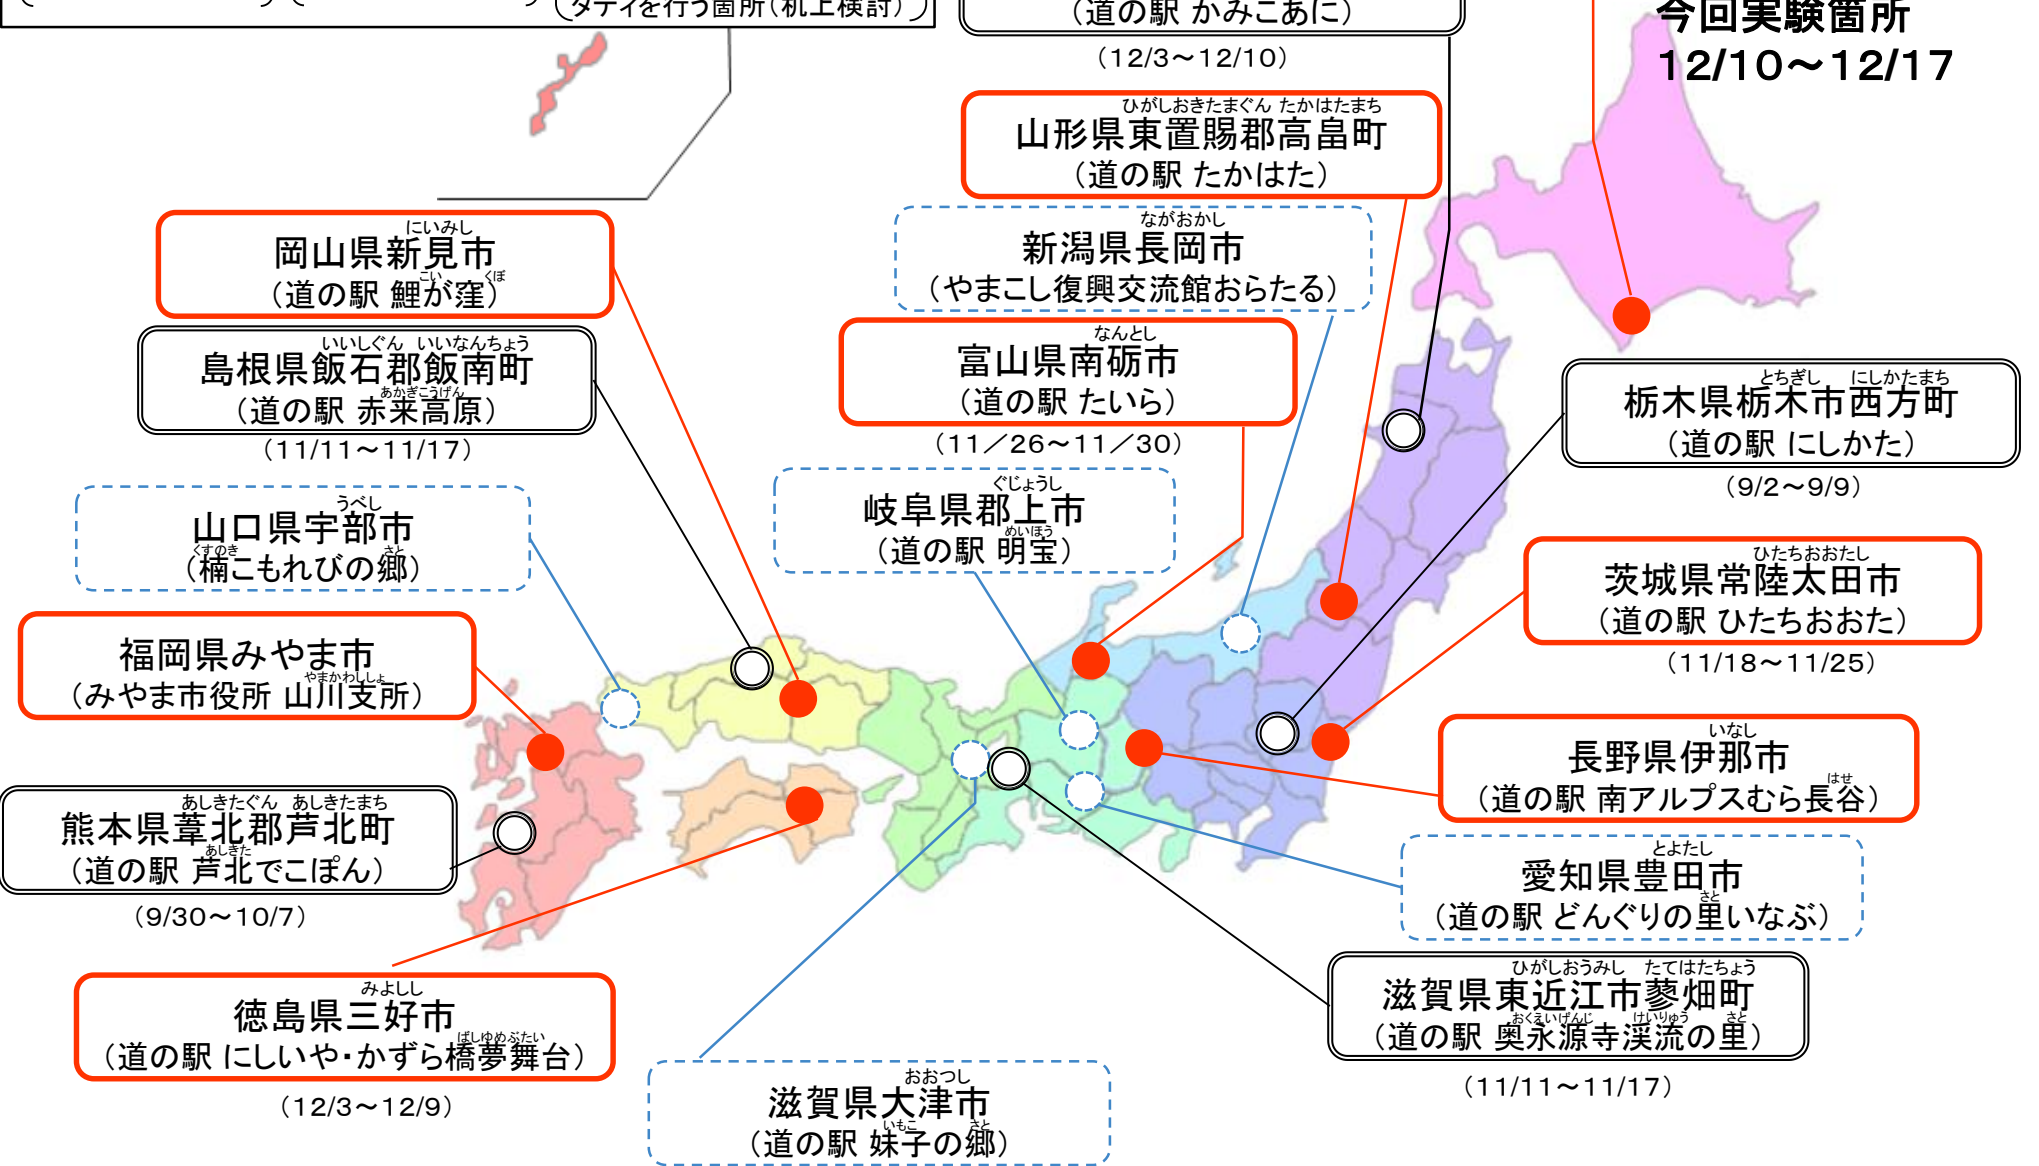 タディを行う箇所（机上検討）
（道の駅 かみこあに）
（12/3～12/10）
今回実験箇所
12/10～12/17
ひがしおきたまぐん たかはたまち
山形県東置賜郡高畠町
（道の駅 たかはた）
にいみし
岡山県新見市
こい くぼ
（道の駅 鯉が窪）
ながおかし
新潟県長岡市
（やまこし復興交流館おらたる）
いいしぐん いいなんちょう
島根県飯石郡飯南町
あかぎこうげん
（道の駅 赤来高原）
（11/11～11/17）
なんとし
富山県南砺市
（道の駅 たいら）
（11／26～11／30）
とちぎし にしかたまち
栃木県栃木市西方町
（道の駅 にしかた）
（9/2～9/9）
うべし
山口県宇部市
くすのき さと
（楠こもれびの郷）
ぐじょうし
岐阜県郡上市
めいほう
（道の駅 明宝）
ひたちおおたし
茨城県常陸太田市
（道の駅 ひたちおおた）
（11/18～11/25）
福岡県みやま市
やまかわししょ
（みやま市役所 山川支所）
いなし
長野県伊那市
はせ
（道の駅 南アルプスむら長谷）
あしきたぐん あしきたまち
熊本県葦北郡芦北町
あしきた
（道の駅 芦北でこぽん）
（9/30～10/7）
とよたし
愛知県豊田市
さと
（道の駅 どんぐりの里いなぶ）
みよしし
徳島県三好市
ばしゆめぶたい
（道の駅 にしいや・かずら橋夢舞台）
（12/3～12/9）
ひがしおうみし たてはたちょう
滋賀県東近江市蓼畑町
おくえいげんじ けいりゅう さと
（道の駅 奥永源寺渓流の里）
（11/11～11/17）
おおつし
滋賀県大津市
いもこ さと
（道の駅 妹子の郷）